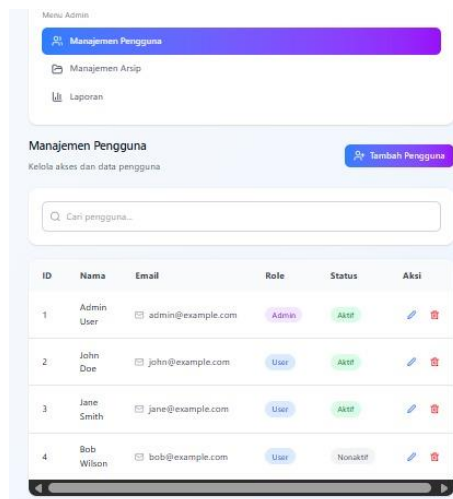 Menu Admin
Manajemen Pengguna
Manajemen Arsip
Laporan
Manajemen Pengguna
Kelola akses dan data pengguna
Tambah Pengguna
Cari pengguna...
ID Nama Email Role Status Aksi
1 Admin User admin@example.com Admin Aktif
2 John Doe john@example.com User Aktif
3 Jane Smith jane@example.com User Aktif
4 Bob Wilson bob@example.com User Nonaktif